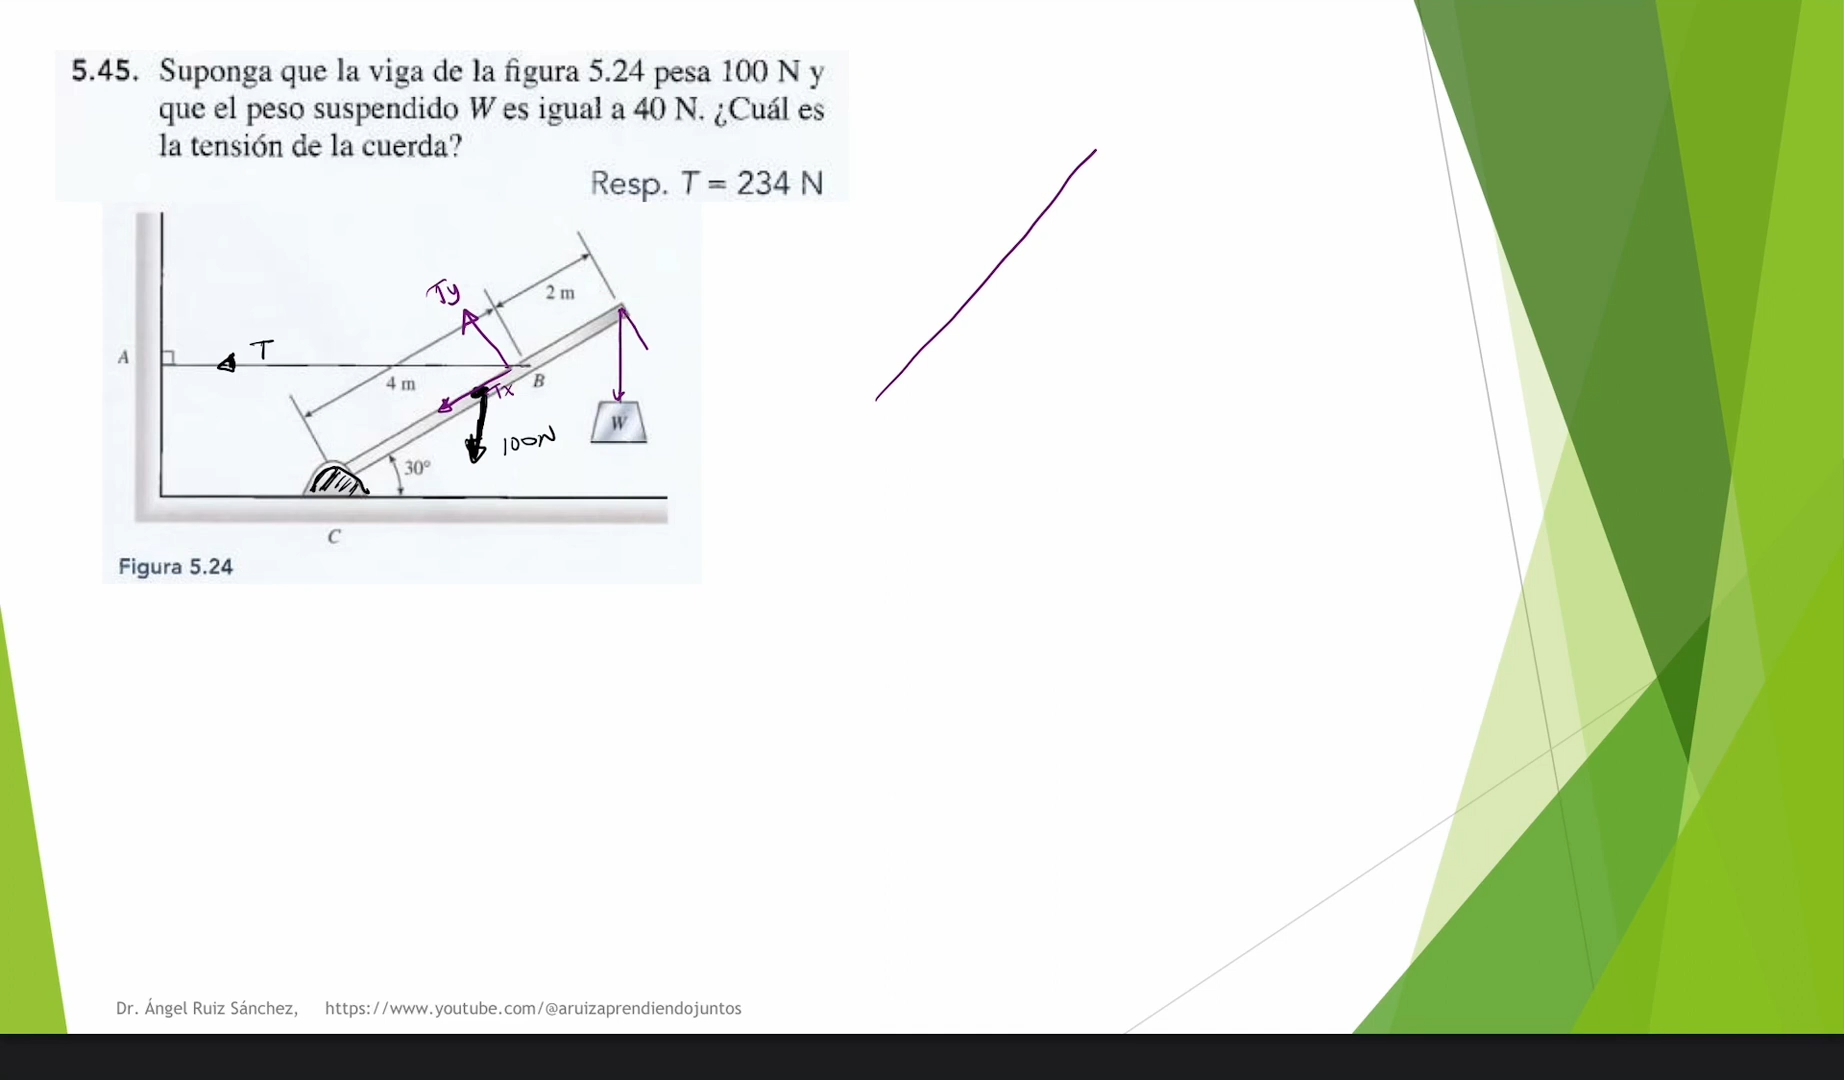 5.45. Suponga que la viga de la figura 5.24 pesa 100 N y
que el peso suspendido W es igual a 40 N. ¿Cuál es
la tensión de la cuerda?
Resp. T = 234 N
Ty
2 m
T
A
4 m
Tx
B
W
100N
30°
C
Figura 5.24
Dr. Ángel Ruiz Sánchez, https://www.youtube.com/@aruizaprendiendojuntos